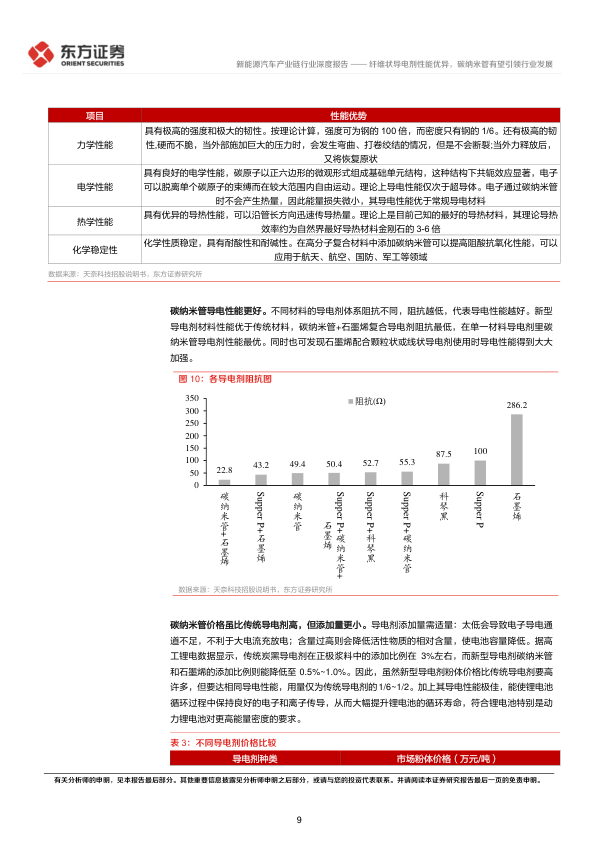 东方证券
ORIENT SECURITIES
新能源汽车产业链行业深度报告 —— 纤维状导电剂性能优异，碳纳米管有望引领行业发展
项目 性能优势
力学性能 具有极高的强度和极大的韧性。按理论计算，强度可为钢的 100 倍，而密度只有钢的 1/6。还有极高的韧
性,硬而不脆，当外部施加巨大的压力时，会发生弯曲、打卷绞结的情况，但是不会断裂;当外力释放后，
又将恢复原状
电学性能 具有良好的电学性能，碳原子以正六边形的微观形式组成基础单元结构，这种结构下共轭效应显著，电子
可以脱离单个碳原子的束缚而在较大范围内自由运动。理论上导电性能仅次于超导体。电子通过碳纳米管
时不会产生热量，因此能量损失微小，其导电性能优于常规导电材料
热学性能 具有优异的导热性能，可以沿管长方向迅速传导热量。理论上是目前已知的最好的导热材料，其理论导热
效率约为自然界最好导热材料金刚石的 3-6 倍
化学稳定性 化学性质稳定，具有耐酸性和耐碱性。在高分子复合材料中添加碳纳米管可以提高阻酸抗氧化性能，可以
应用于航天、航空、国防、军工等领域
数据来源：天奈科技招股说明书，东方证券研究所
碳纳米管导电性能更好。不同材料的导电剂体系阻抗不同，阻抗越低，代表导电性能越好。新型
导电剂材料性能优于传统材料，碳纳米管+石墨烯复合导电剂阻抗最低，在单一材料导电剂里碳
纳米管导电剂性能最优。同时也可发现石墨烯配合颗粒状或线状导电剂使用时导电性能得到大大
加强。
图 10：各导电剂阻抗图
阻抗(Ω)
350
300
250
200
150
100
50
0
22.8
43.2
49.4
50.4
52.7
55.3
87.5
100
286.2
碳纳米管+石墨烯
Supper P+石墨烯
碳纳米管
Supper P+碳纳米管+
石墨烯
Supper P+科琴黑
Supper P+碳纳米管
科琴黑
Supper P
石墨烯
数据来源：天奈科技招股说明书，东方证券研究所
碳纳米管价格虽比传统导电剂高，但添加量更小。导电剂添加量需适量：太低会导致电子导电通
道不足，不利于大电流充放电；含量过高则会降低活性物质的相对含量，使电池容量降低。据高
工锂电数据显示，传统炭黑导电剂在正极浆料中的添加比例在 3%左右，而新型导电剂碳纳米管
和石墨烯的添加比例则能降低至 0.5%~1.0%。因此，虽然新型导电剂粉体价格比传统导电剂要高
许多，但要达相同导电性能，用量仅为传统导电剂的 1/6~1/2。加上其导电性能极佳，能使锂电池
循环过程中保持良好的电子和离子传导，从而大幅提升锂电池的循环寿命，符合锂电池特别是动
力锂电池对更高能量密度的要求。
表 3：不同导电剂价格比较
导电剂种类 市场粉体价格（万元/吨）
有关分析师的申明，见本报告最后部分。其他重要信息披露见分析师申明之后部分，或请与您的投资代表联系。并请阅读本证券研究报告最后一页的免责申明。
9